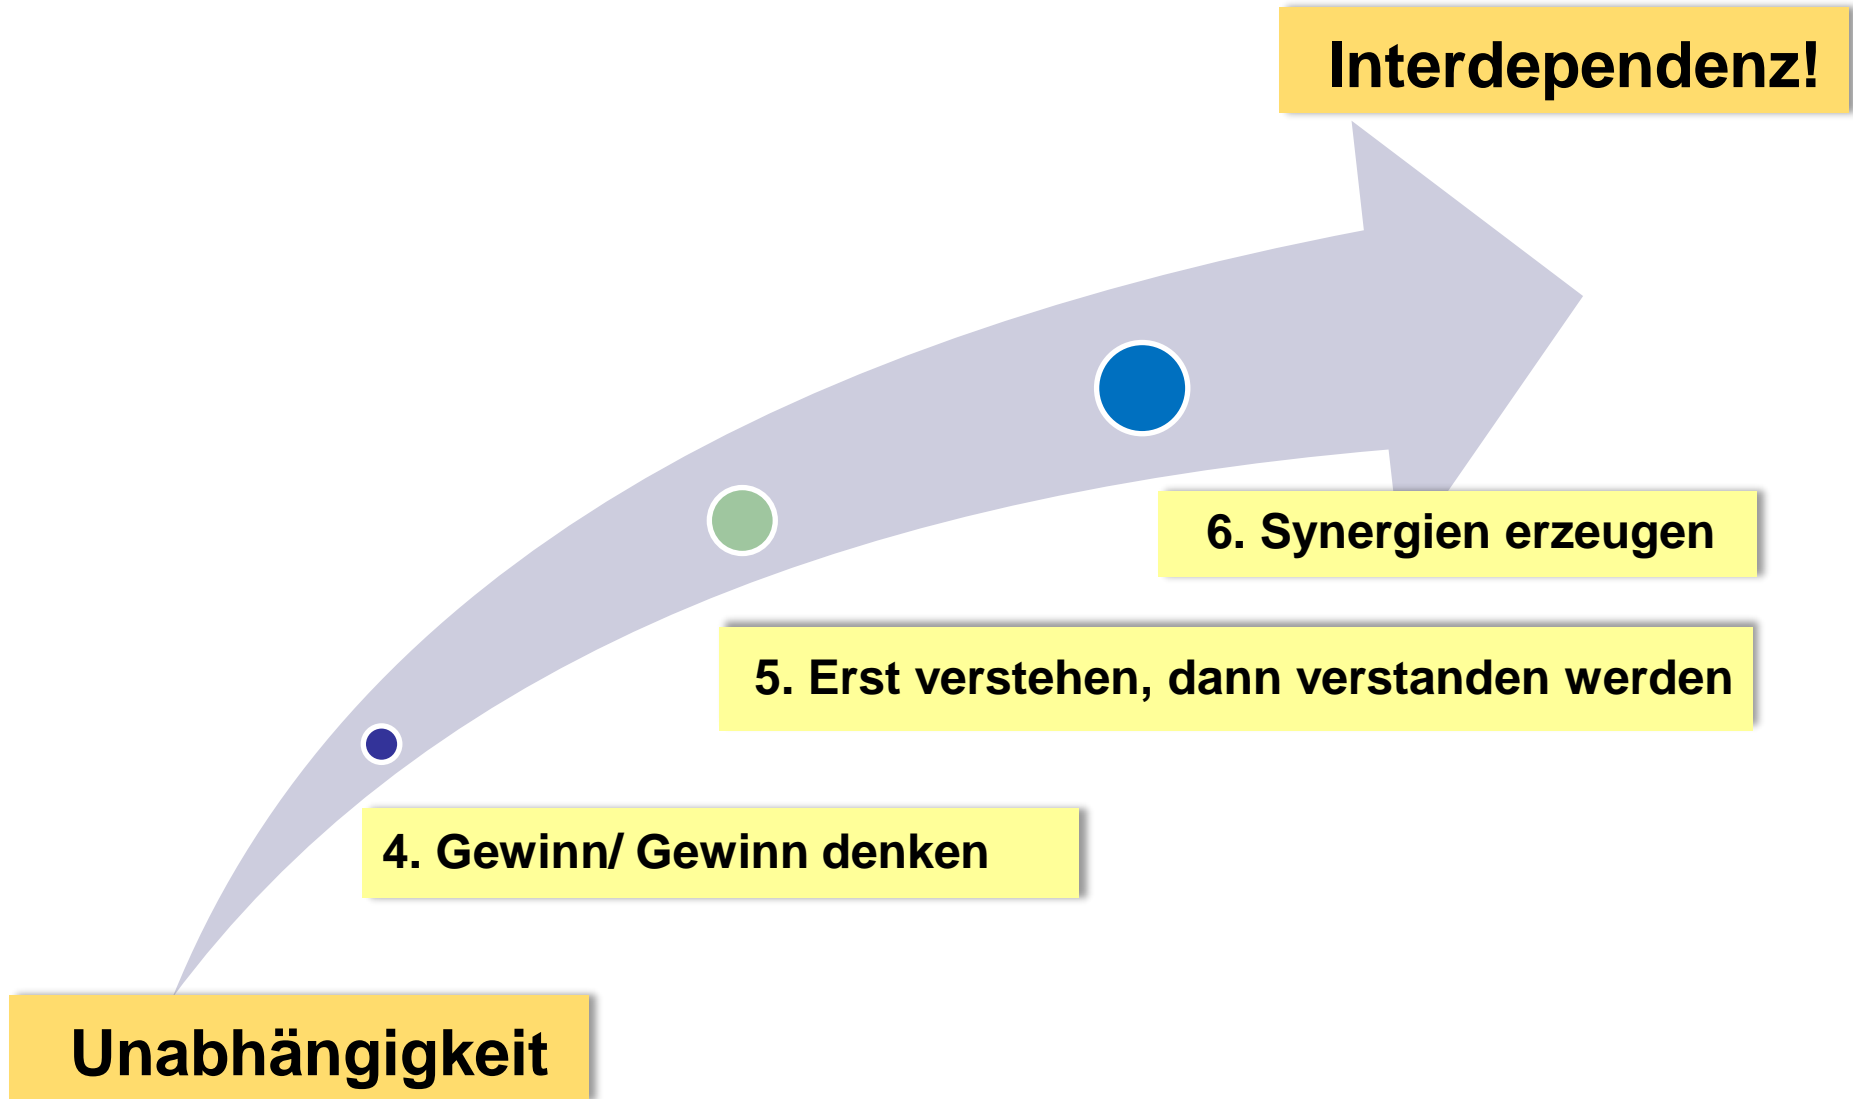 Interdependenz!
6. Synergien erzeugen
5. Erst verstehen, dann verstanden werden
4. Gewinn/ Gewinn denken
Unabhängigkeit